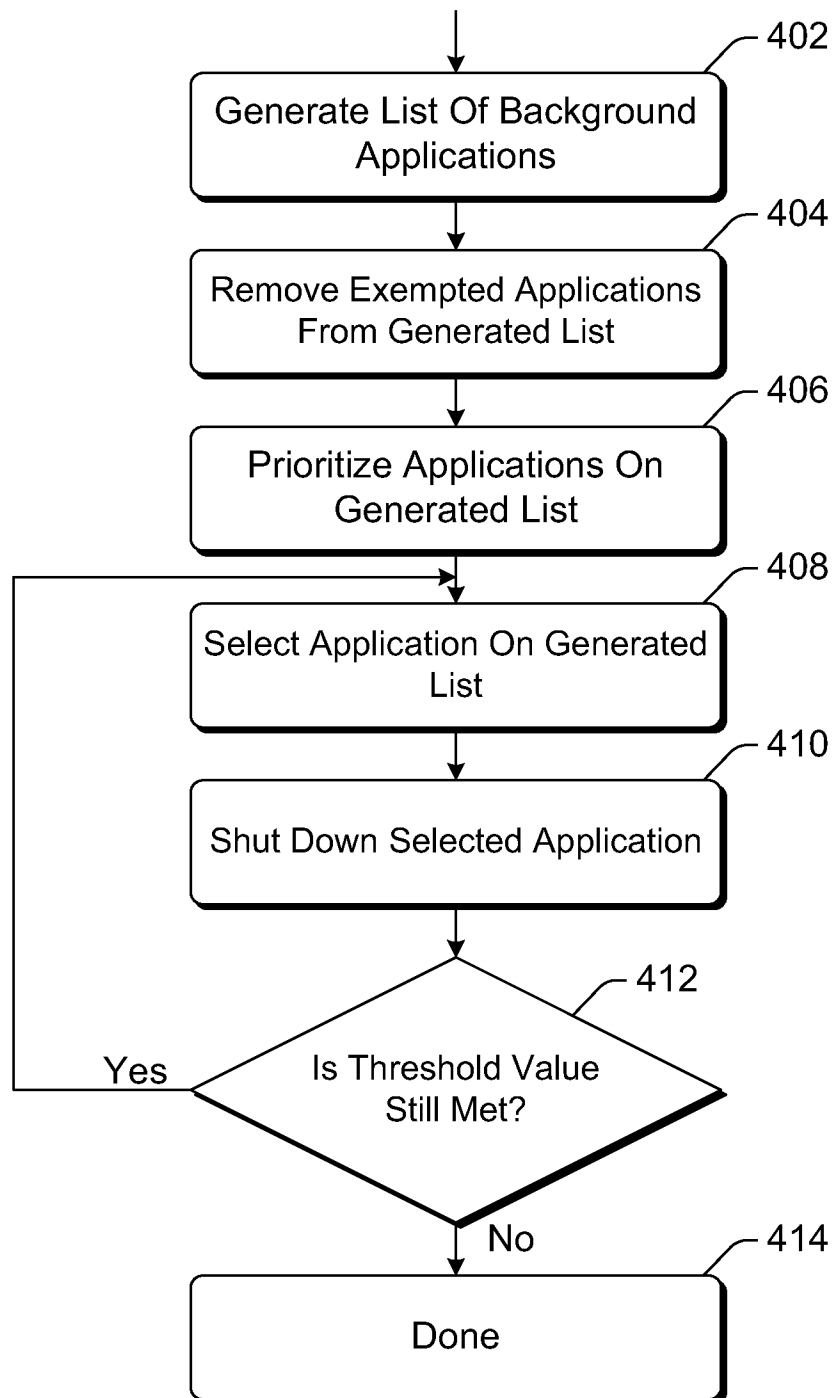 402
Generate List Of Background
Applications
404
Remove Exempted Applications
From Generated List
406
Prioritize Applications On
Generated List
408
Select Application On Generated
List
410
Shut Down Selected Application
412
Is Threshold Value
Still Met?
Yes
No
414
Done